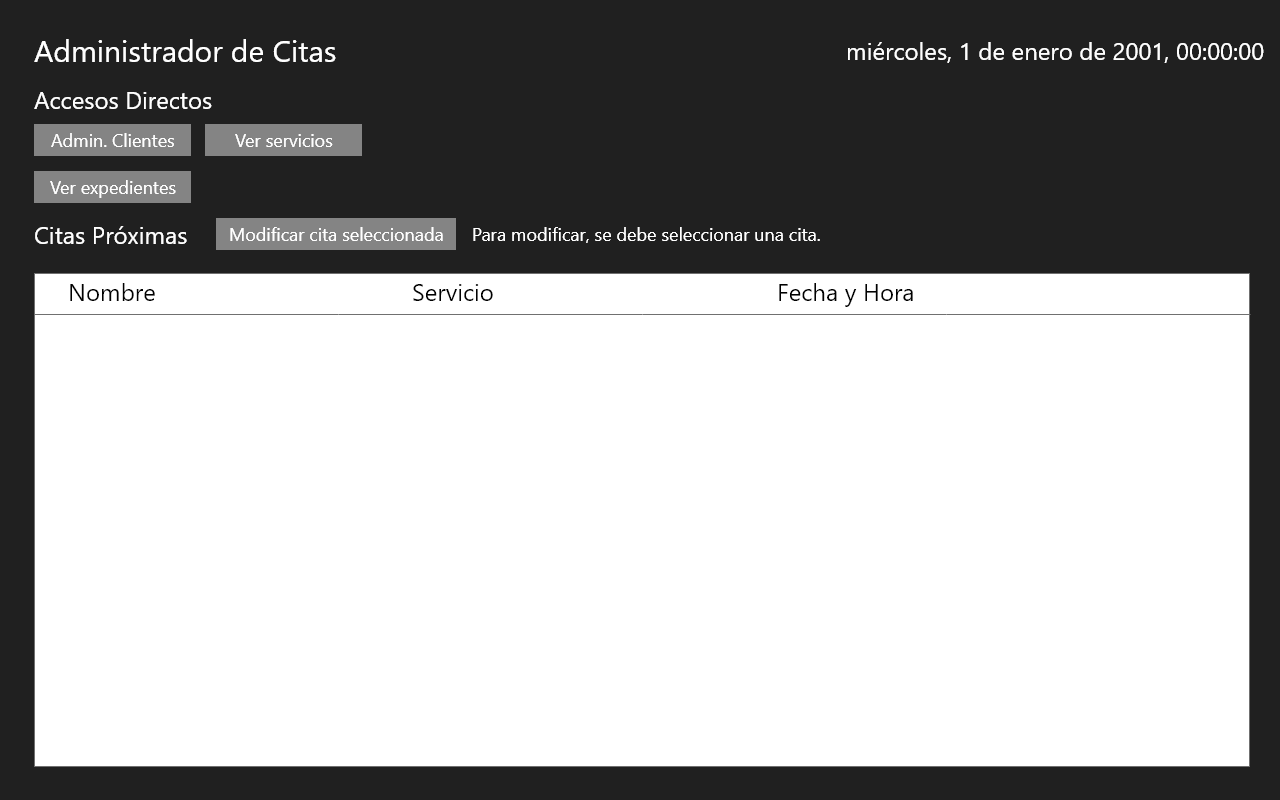 Administrador de Citas
miércoles, 1 de enero de 2001, 00:00:00
Accesos Directos
Admin. Clientes
Ver servicios
Ver expedientes
Citas Próximas
Modificar cita seleccionada
Para modificar, se debe seleccionar una cita.
Nombre
Servicio
Fecha y Hora